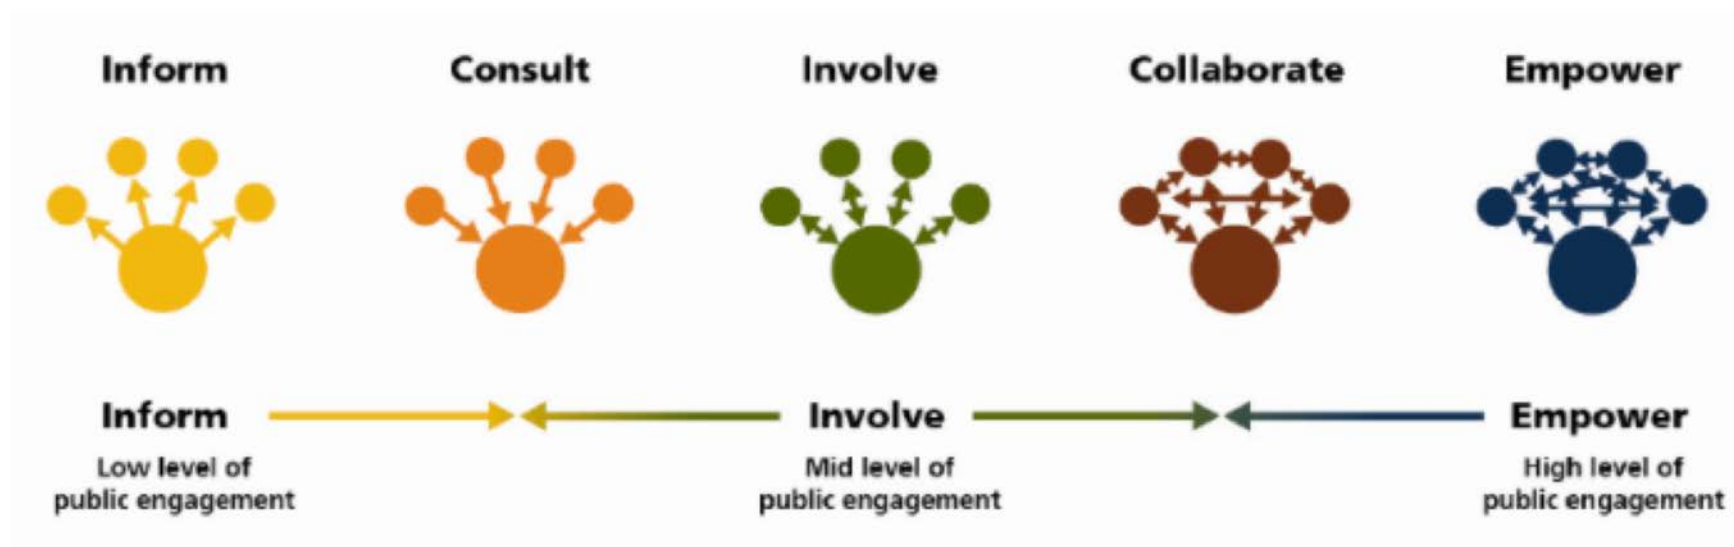 Inform Consult Involve Collaborate Empower
Inform Involve Empower
Low level of Mid level of High level of
public engagement public engagement public engagement